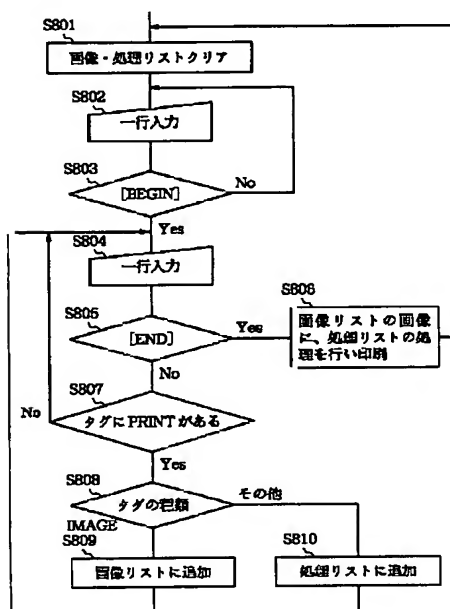 S801
画像・処理リストクリア
S802
一行入力
S803
[BEGIN]
No
Yes
S804
一行入力
S805
[END]
Yes
S806
画像リストの画像
に、処理リストの処
理を行い印刷
No
S807
タグにPRINTがある
No
Yes
S808
タグの種類
その他
IMAGE
S809
画像リストに追加
S810
処理リストに追加